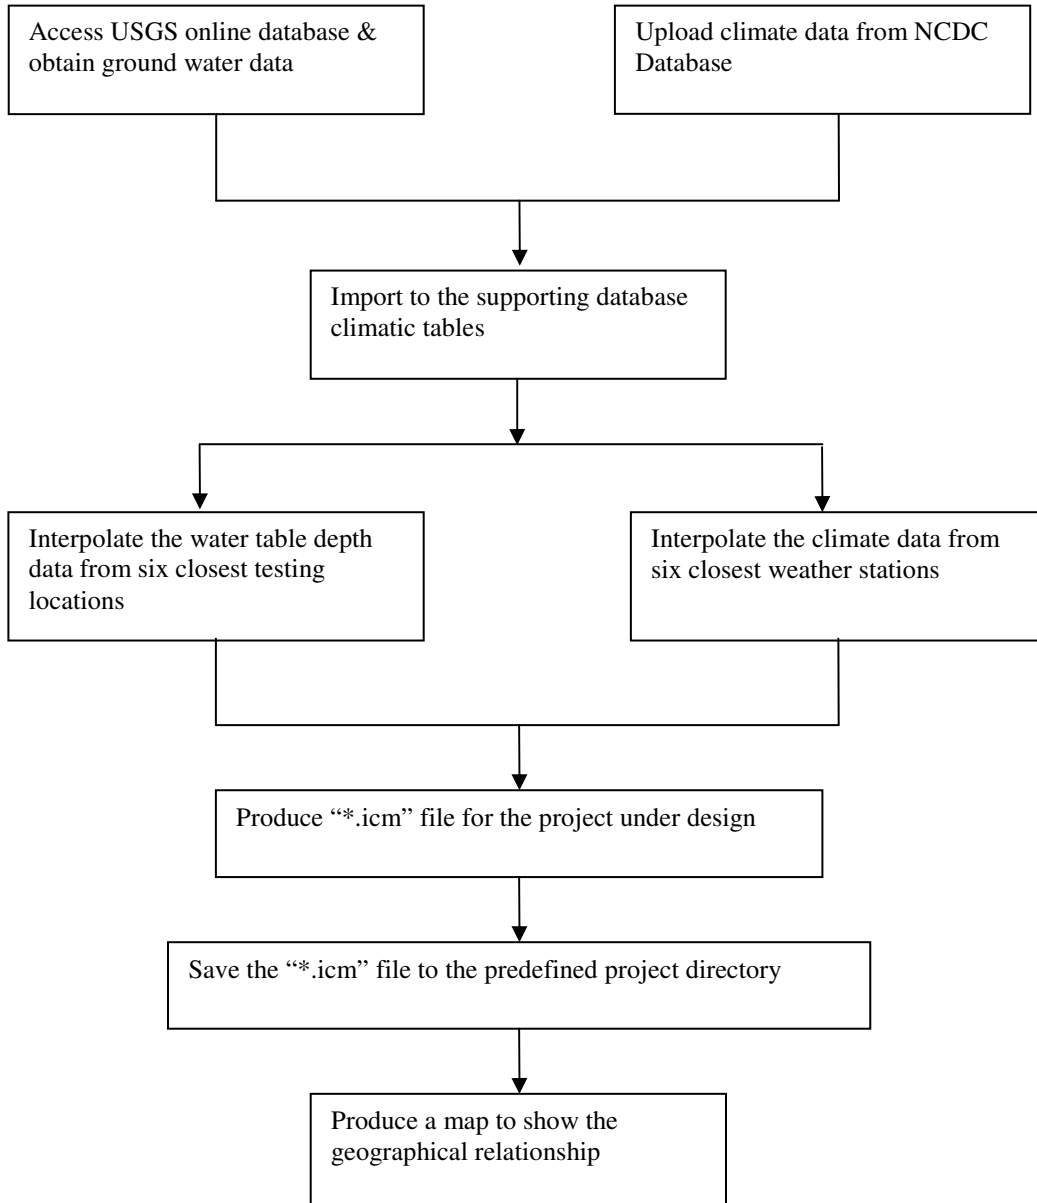 Access USGS online database &
obtain ground water data
Upload climate data from NCDC
Database
Import to the supporting database
climatic tables
Interpolate the water table depth
data from six closest testing
locations
Interpolate the climate data from
six closest weather stations
Produce “*.icm” file for the project under design
Save the “*.icm” file to the predefined project directory
Produce a map to show the
geographical relationship